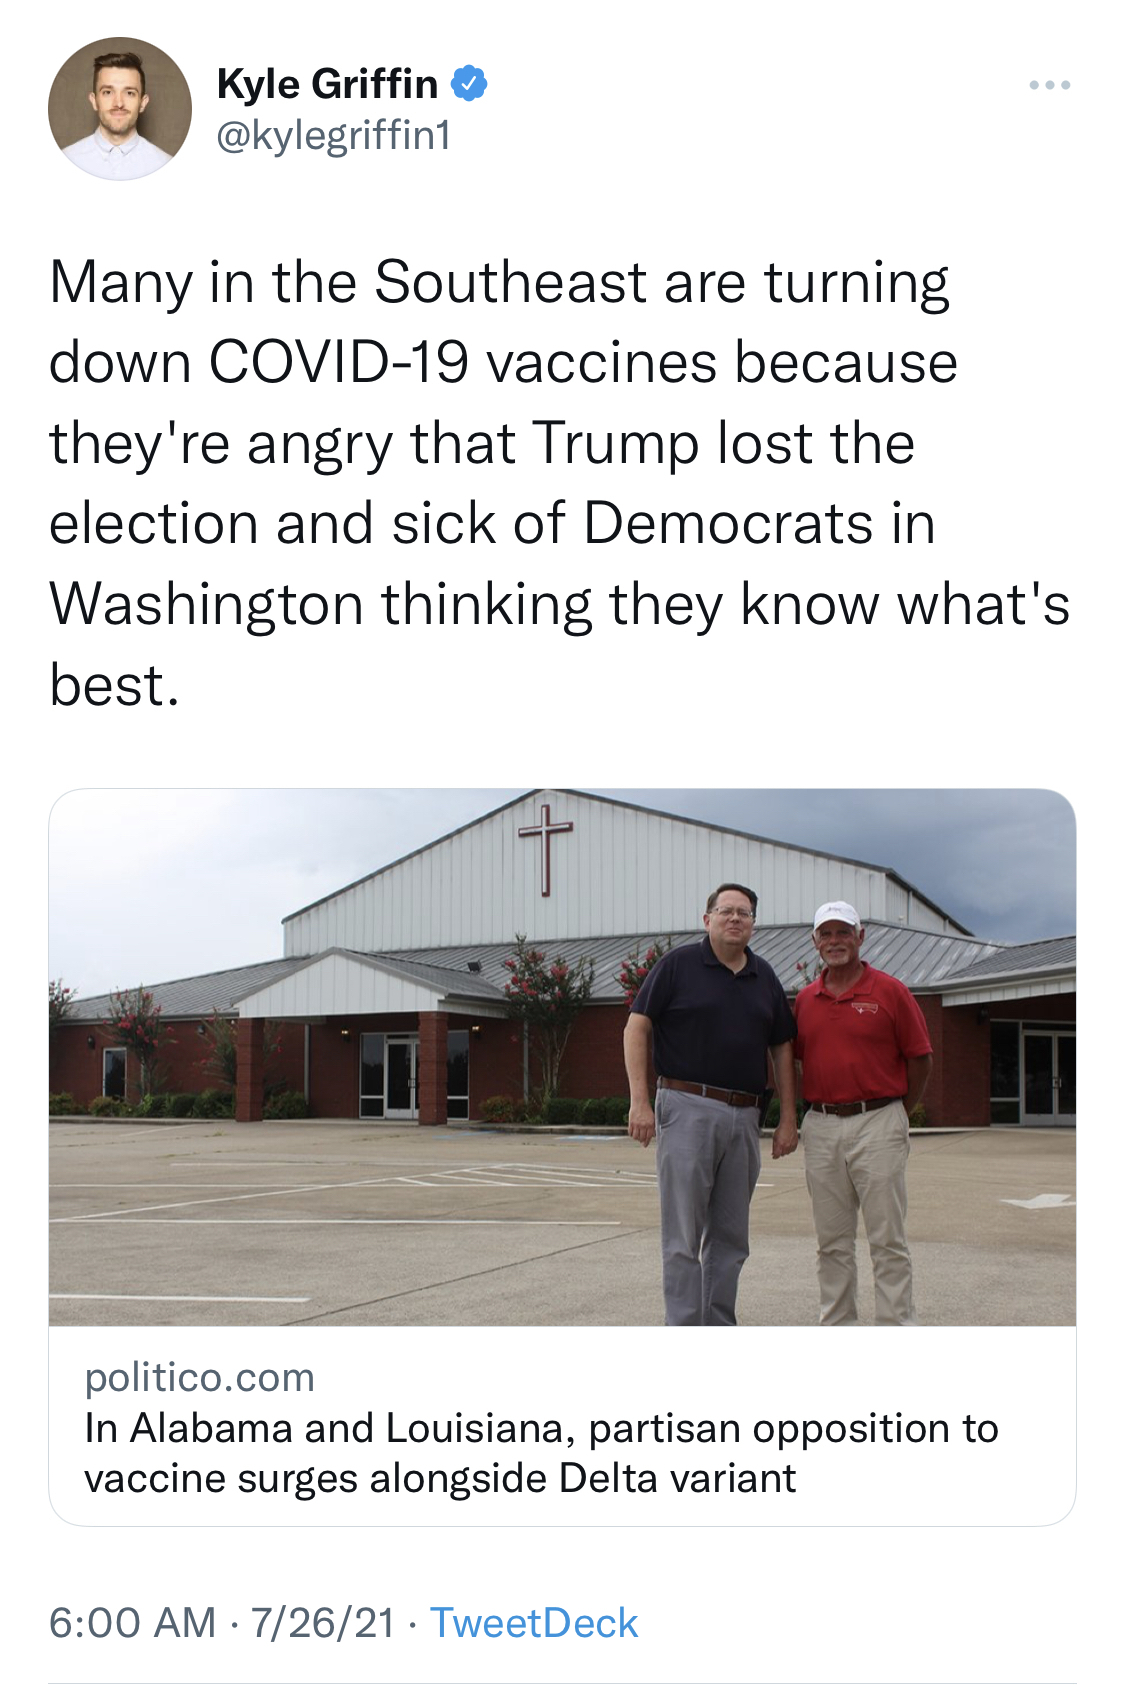 Kyle Griffin
@kylegriffin1
Many in the Southeast are turning
down COVID-19 vaccines because
they're angry that Trump lost the
election and sick of Democrats in
Washington thinking they know what's
best.
politico.com
In Alabama and Louisiana, partisan opposition to
vaccine surges alongside Delta variant
6:00 AM · 7/26/21 · TweetDeck